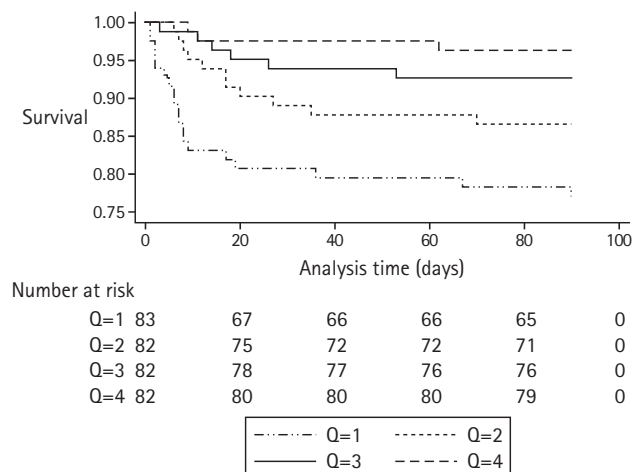 1.00
0.95
0.90
Survival
0.85
0.80
0.75
0 20 40 60 80 100
Analysis time (days)
Number at risk
Q=1 83 67 66 66 65 0
Q=2 82 75 72 72 71 0
Q=3 82 78 77 76 76 0
Q=4 82 80 80 80 79 0
Q=1 Q=2
Q=3 Q=4